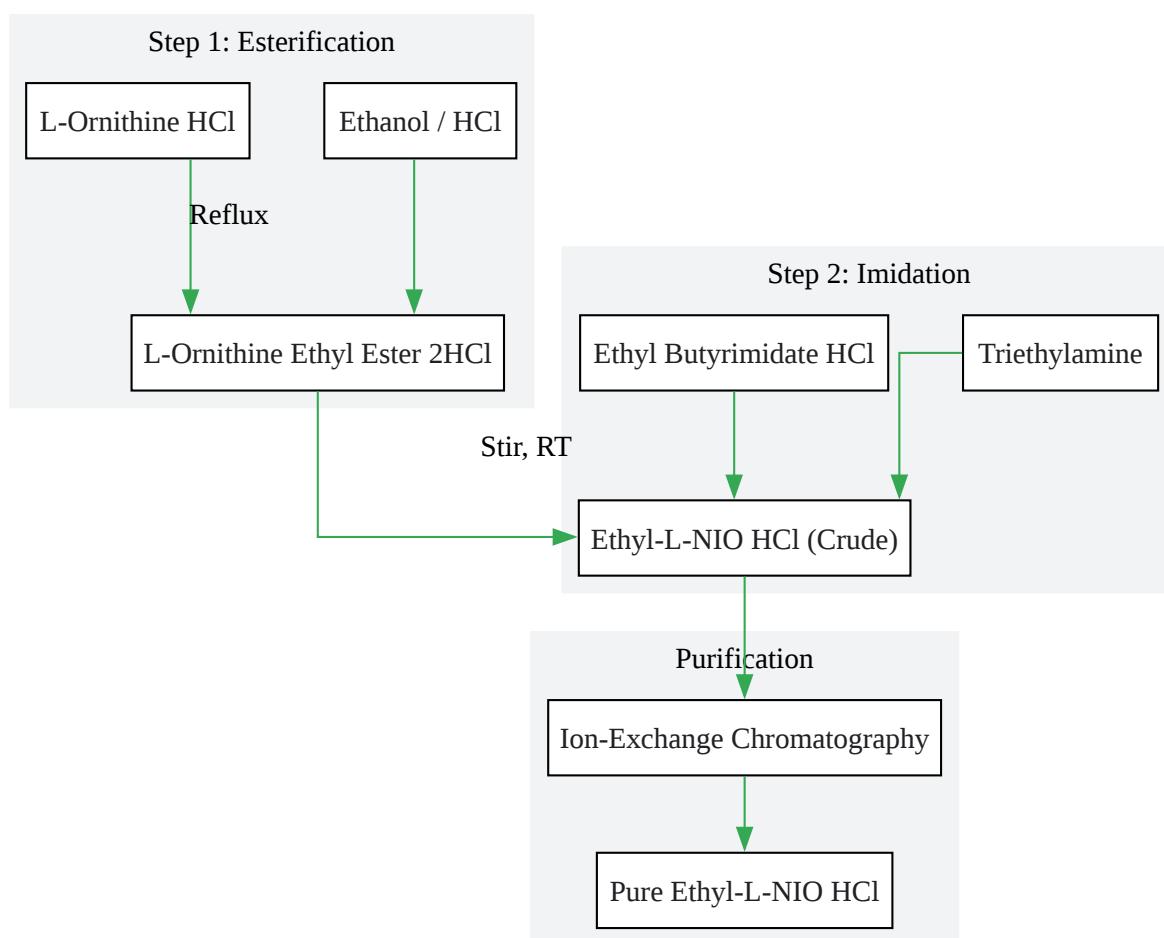 Step 1: Esterification
L-Ornithine HCl
Ethanol / HCl
Reflux
L-Ornithine Ethyl Ester 2HCl
Step 2: Imidation
Ethyl Butyrimidate HCl
Triethylamine
Stir, RT
Ethyl-L-NIO HCl (Crude)
Purification
Ion-Exchange Chromatography
Pure Ethyl-L-NIO HCl